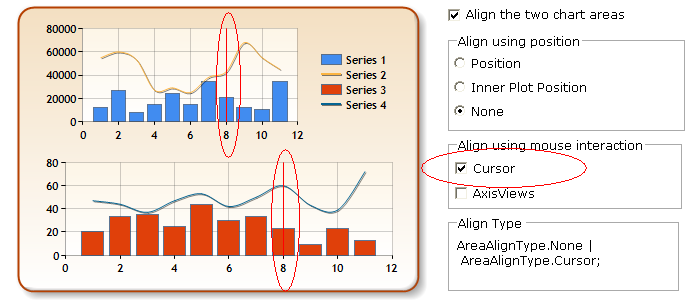 Align the two chart areas
80000
60000
40000
20000
0
0 2 4 6 8 10 12
Series 1
Series 2
Series 3
Series 4
80
60
40
20
0
0 2 4 6 8 10 12
Align using position
Position
Inner Plot Position
None
Align using mouse interaction
Cursor
AxisViews
Align Type
AreaAlignType.None |
AreaAlignType.Cursor;